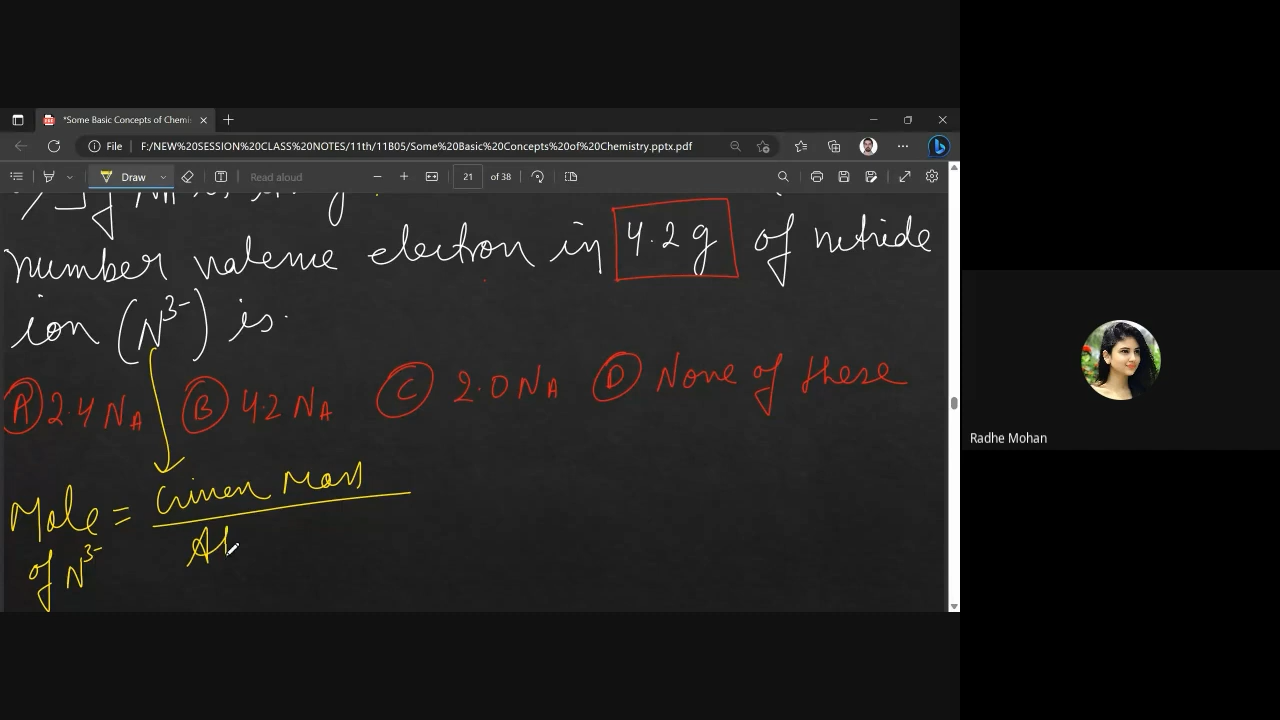 *Some Basic Concepts of Chemis
File F:/NEW%20SESSION%20CLASS%20NOTES/11th/11B05/Some%20Basic%20Concepts%20of%20Chemistry.pptx.pdf
Draw Read aloud 21 of 38
number valence electron in 4.2 g of nitride
ion (N³⁻) is.
Radhe Mohan
Ⓐ 2.4 NA Ⓑ 4.2 NA Ⓒ 2.0 NA Ⓓ None of these
Mole = Given Mass
of N³⁻